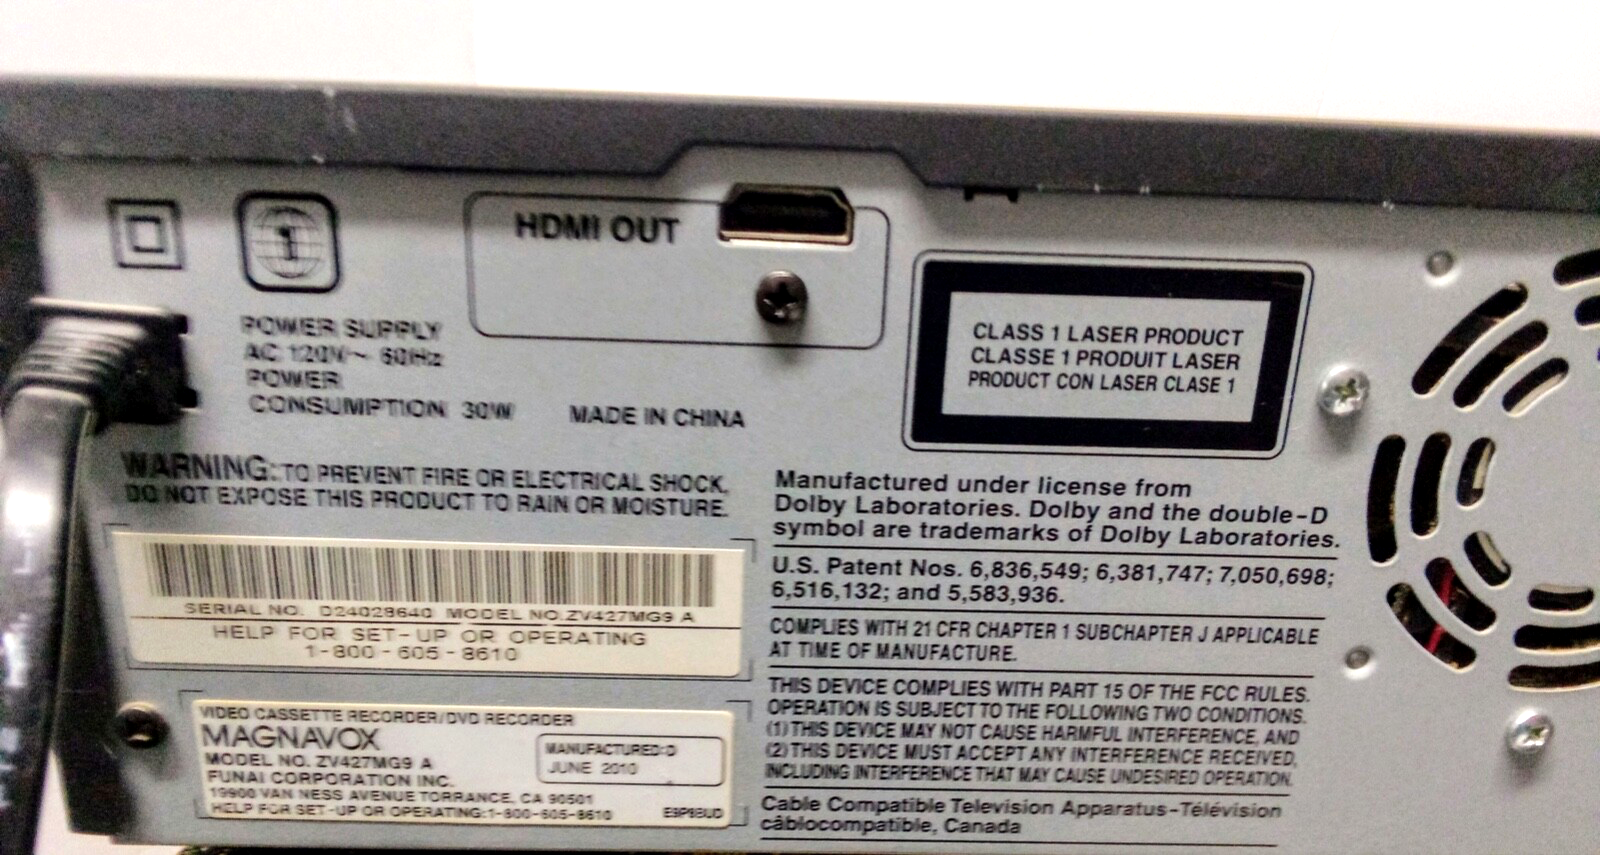 1
HDMI OUT
POWER SUPPLY
AC 120V~ 60Hz
POWER
CONSUMPTION 30W
MADE IN CHINA
CLASS 1 LASER PRODUCT
CLASSE 1 PRODUIT LASER
PRODUCT CON LASER CLASE 1
WARNING: TO PREVENT FIRE OR ELECTRICAL SHOCK,
DO NOT EXPOSE THIS PRODUCT TO RAIN OR MOISTURE.
SERIAL NO. D24028640 MODEL NO.ZV427MG9 A
HELP FOR SET-UP OR OPERATING
1-800-605-8610
VIDEO CASSETTE RECORDER/DVD RECORDER
MAGNAVOX
MODEL NO. ZV427MG9 A
FUNAI CORPORATION INC.
19900 VAN NESS AVENUE TORRANCE, CA 90501
HELP FOR SET-UP OR OPERATING:1-800-605-8610
MANUFACTURED:D
JUNE 2010
Manufactured under license from
Dolby Laboratories. Dolby and the double-D
symbol are trademarks of Dolby Laboratories.
U.S. Patent Nos. 6,836,549; 6,381,747; 7,050,698;
6,516,132; and 5,583,936.
COMPLIES WITH 21 CFR CHAPTER 1 SUBCHAPTER J APPLICABLE
AT TIME OF MANUFACTURE.
THIS DEVICE COMPLIES WITH PART 15 OF THE FCC RULES.
OPERATION IS SUBJECT TO THE FOLLOWING TWO CONDITIONS.
(1) THIS DEVICE MAY NOT CAUSE HARMFUL INTERFERENCE, AND
(2) THIS DEVICE MUST ACCEPT ANY INTERFERENCE RECEIVED,
INCLUDING INTERFERENCE THAT MAY CAUSE UNDESIRED OPERATION.
Cable Compatible Television Apparatus-Télévision
câblocompatible, Canada